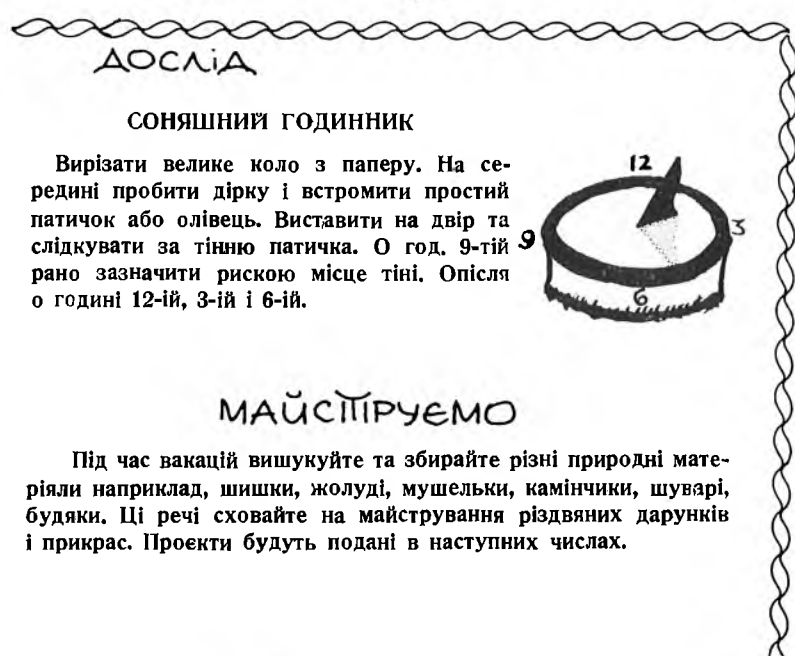 ДОСЛіД
СОНЯШНИЙ ГОДИННИК
Вирізати велике коло з паперу. На се-
редині пробити дірку і встромити простий
патичок або олівець. Виставити на двір та
слідкувати за тінню патичка. О год. 9-тій
рано зазначити рискою місце тіні. Опісля
о годині 12-ій, 3-ій і 6-ій.
12
3
9
6
МАЙСТРУЄМО
Під час вакацій вишукуйте та збирайте різні природні мате-
ріяли наприклад, шишки, жолуді, мушельки, камінчики, шуварі,
будяки. Ці речі сховайте на майстрування різдвяних дарунків
і прикрас. Проєкти будуть подані в наступних числах.